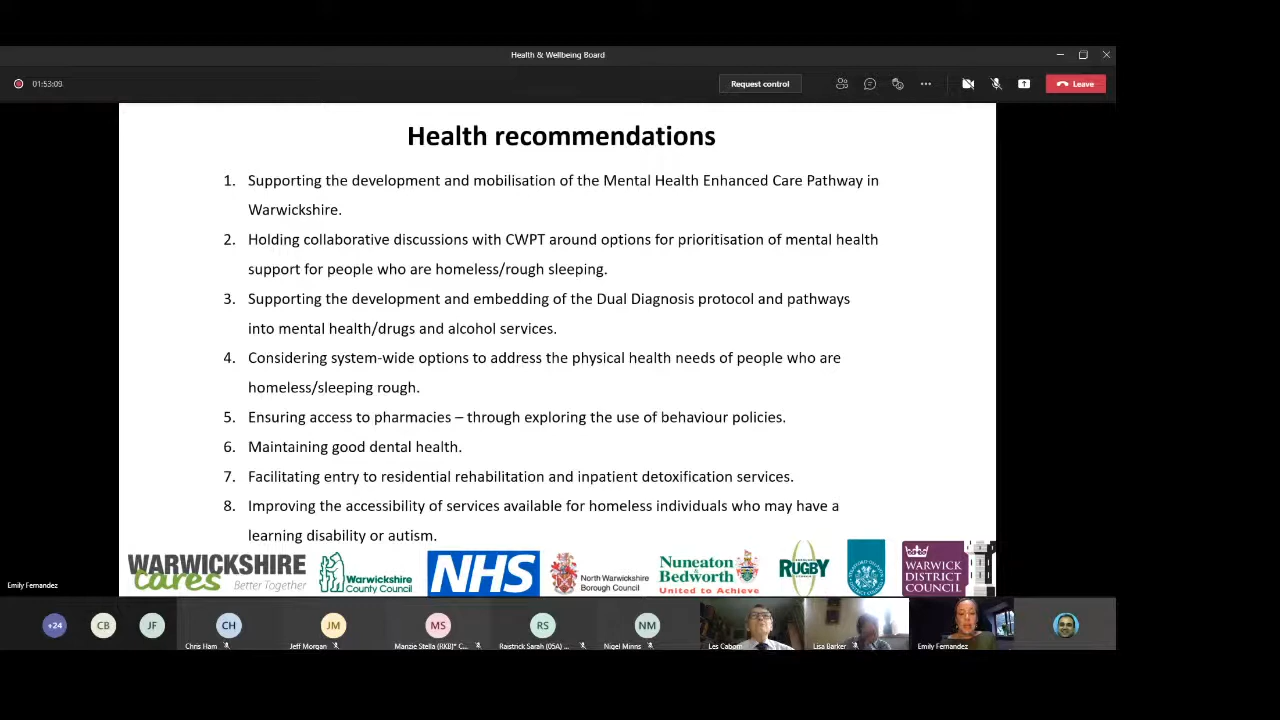 Health & Wellbeing Board
01:53:09
Request control
Leave
Health recommendations
1. Supporting the development and mobilisation of the Mental Health Enhanced Care Pathway in
Warwickshire.
2. Holding collaborative discussions with CWPT around options for prioritisation of mental health
support for people who are homeless/rough sleeping.
3. Supporting the development and embedding of the Dual Diagnosis protocol and pathways
into mental health/drugs and alcohol services.
4. Considering system-wide options to address the physical health needs of people who are
homeless/sleeping rough.
5. Ensuring access to pharmacies – through exploring the use of behaviour policies.
6. Maintaining good dental health.
7. Facilitating entry to residential rehabilitation and inpatient detoxification services.
8. Improving the accessibility of services available for homeless individuals who may have a
learning disability or autism.
WARWICKSHIRE
cares Better Together
Warwickshire
County Council
NHS
North Warwickshire
Borough Council
Nuneaton &
Bedworth
United to Achieve
RUGBY
WARWICK
DISTRICT
COUNCIL
Emily Fernandez
+24
CB
JF
CH
JM
MS
RS
NM
Chris Ham
Jeff Morgan
Manzie Stella (RKB)* C...
Raistrick Sarah (05A) ...
Nigel Minns
Les Caborn
Lisa Barker
Emily Fernandez